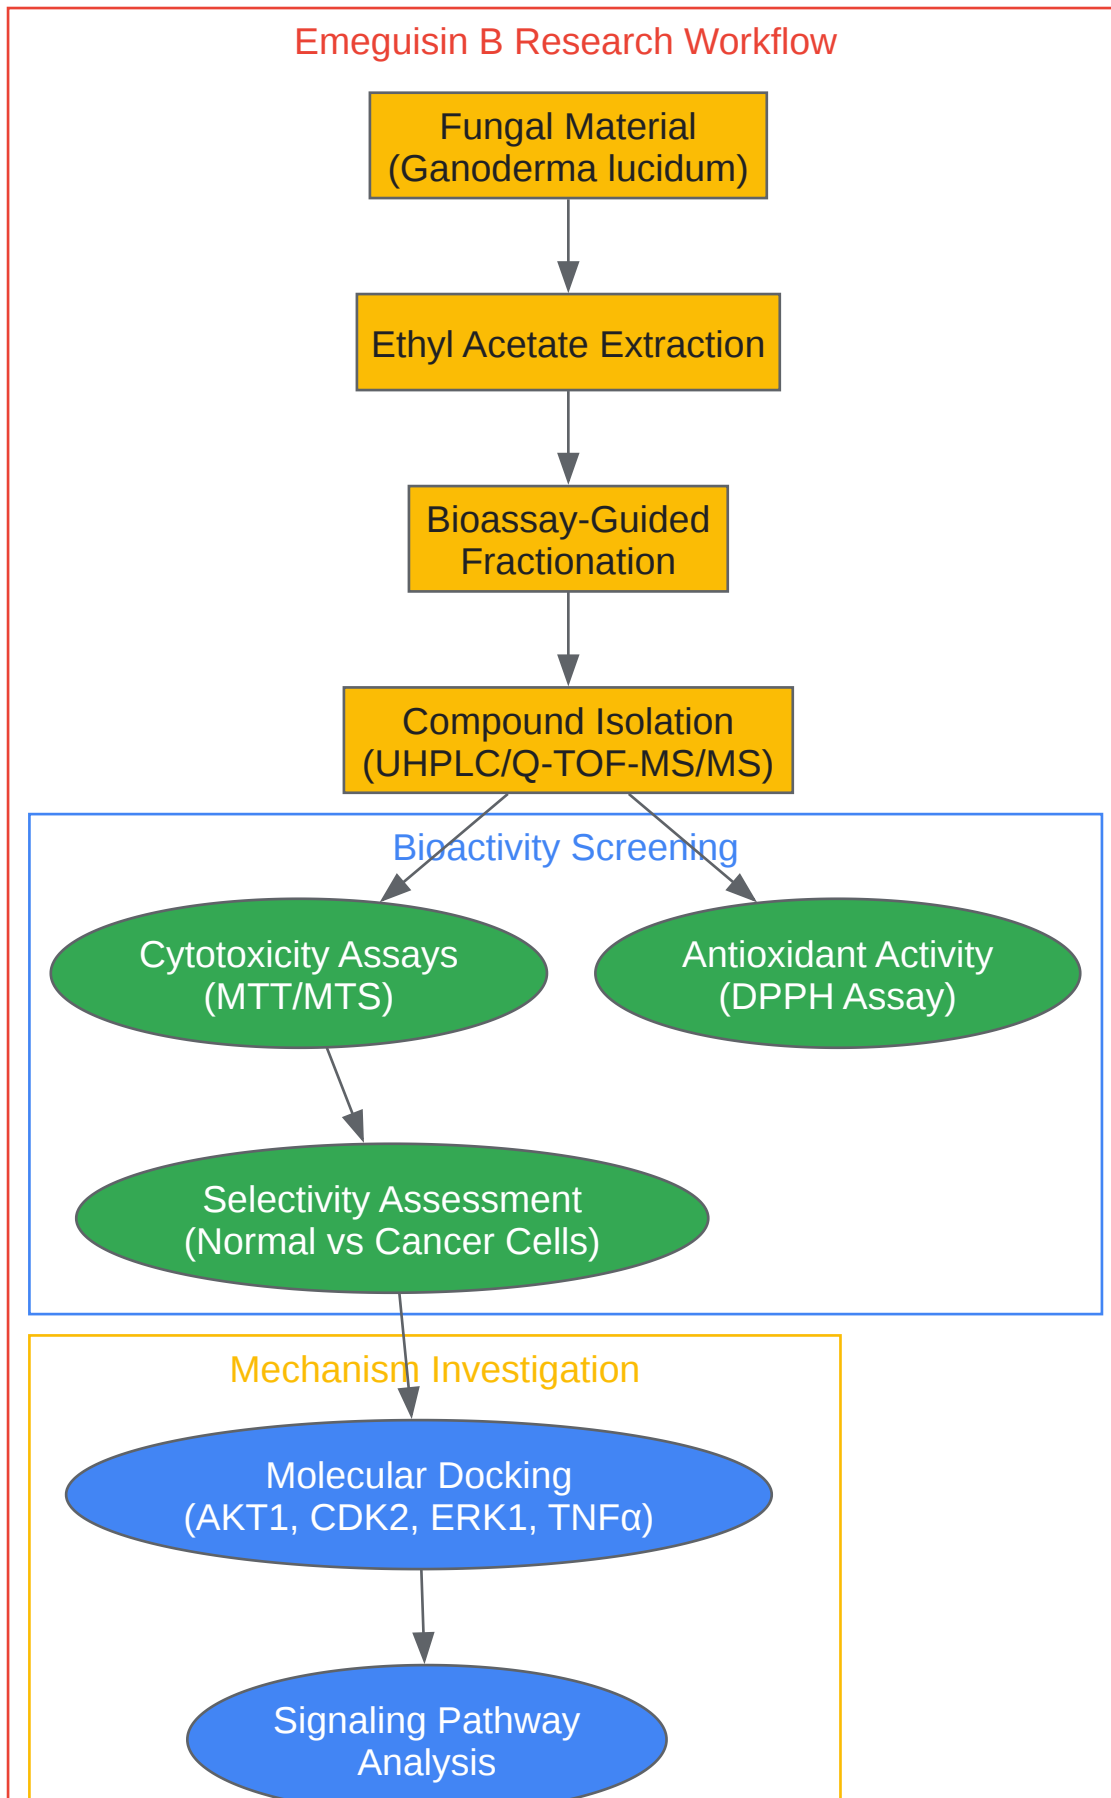 Emeguisin B Research Workflow
Fungal Material
(Ganoderma lucidum)
Ethyl Acetate Extraction
Bioassay-Guided
Fractionation
Compound Isolation
(UHPLC/Q-TOF-MS/MS)
Bioactivity Screening
Cytotoxicity Assays
(MTT/MTS)
Antioxidant Activity
(DPPH Assay)
Selectivity Assessment
(Normal vs Cancer Cells)
Mechanism Investigation
Molecular Docking
(AKT1, CDK2, ERK1, TNFα)
Signaling Pathway
Analysis